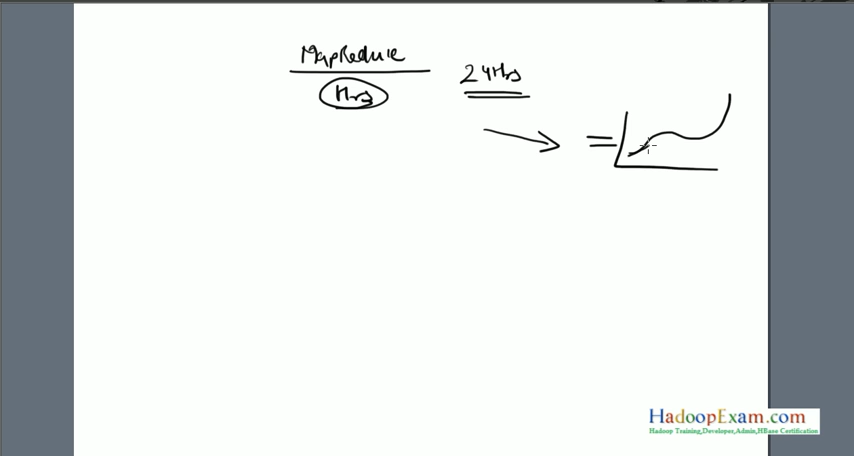 MapReduce
Hrs
24Hrs
HadoopExam.com
Hadoop Training,Developer,Admin,HBase Certification